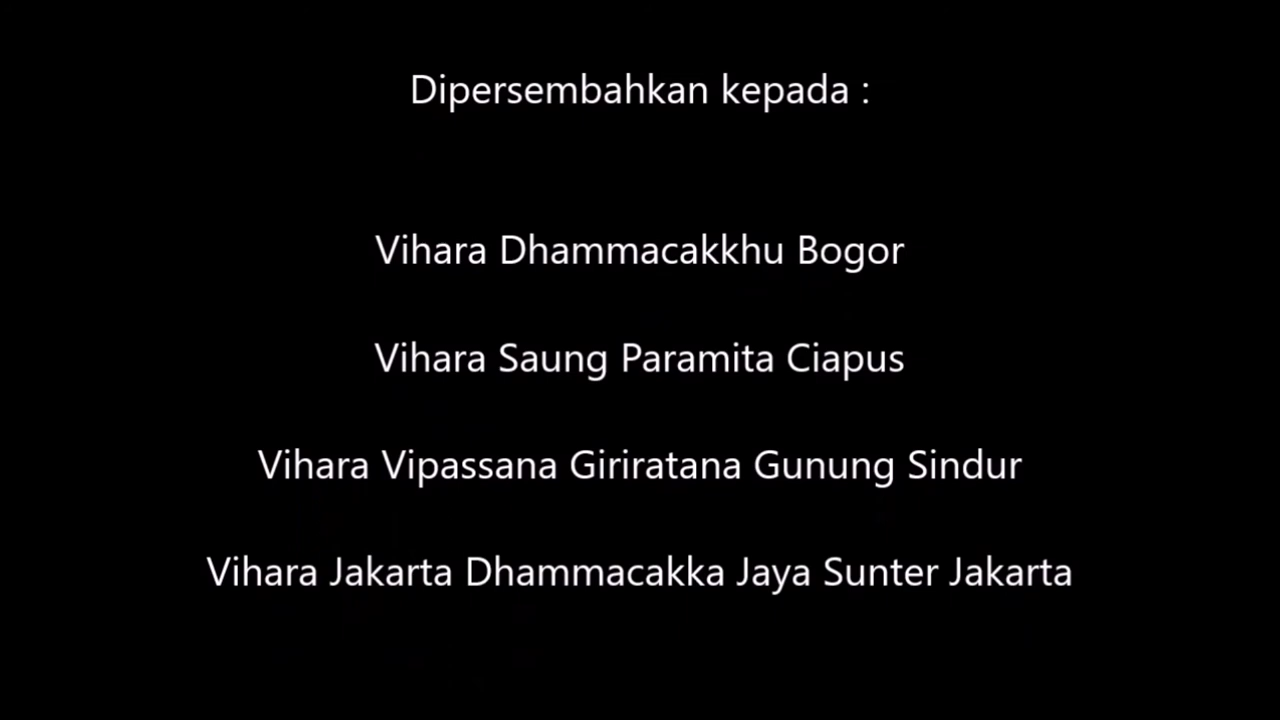 Dipersembahkan kepada :
Vihara Dhammacakkhu Bogor
Vihara Saung Paramita Ciapus
Vihara Vipassana Giriratana Gunung Sindur
Vihara Jakarta Dhammacakka Jaya Sunter Jakarta